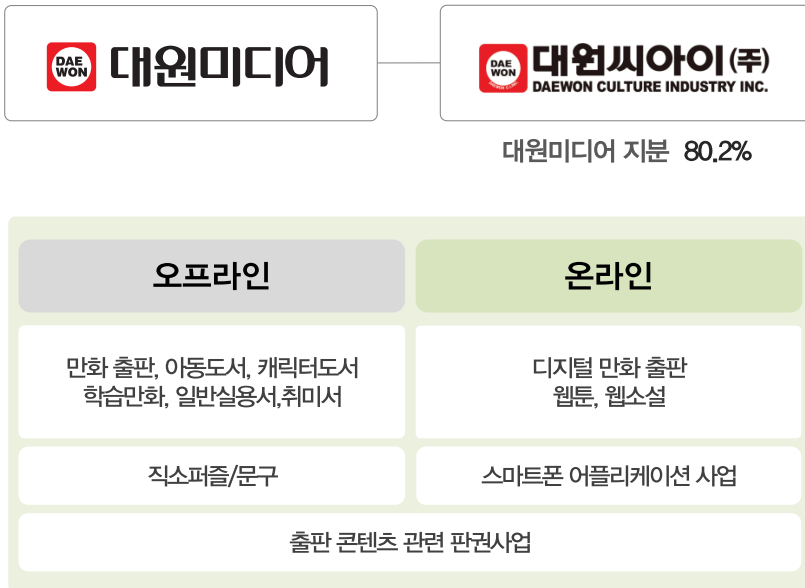 DAE
WON
대원미디어
DAE
WON
대원씨아이(주)
DAEWON CULTURE INDUSTRY INC.
대원미디어 지분 80.2%
오프라인
온라인
만화 출판, 아동도서, 캐릭터도서
학습만화, 일반실용서,취미서
디지털 만화 출판
웹툰, 웹소설
직소퍼즐/문구
스마트폰 어플리케이션 사업
출판 콘텐츠 관련 판권사업